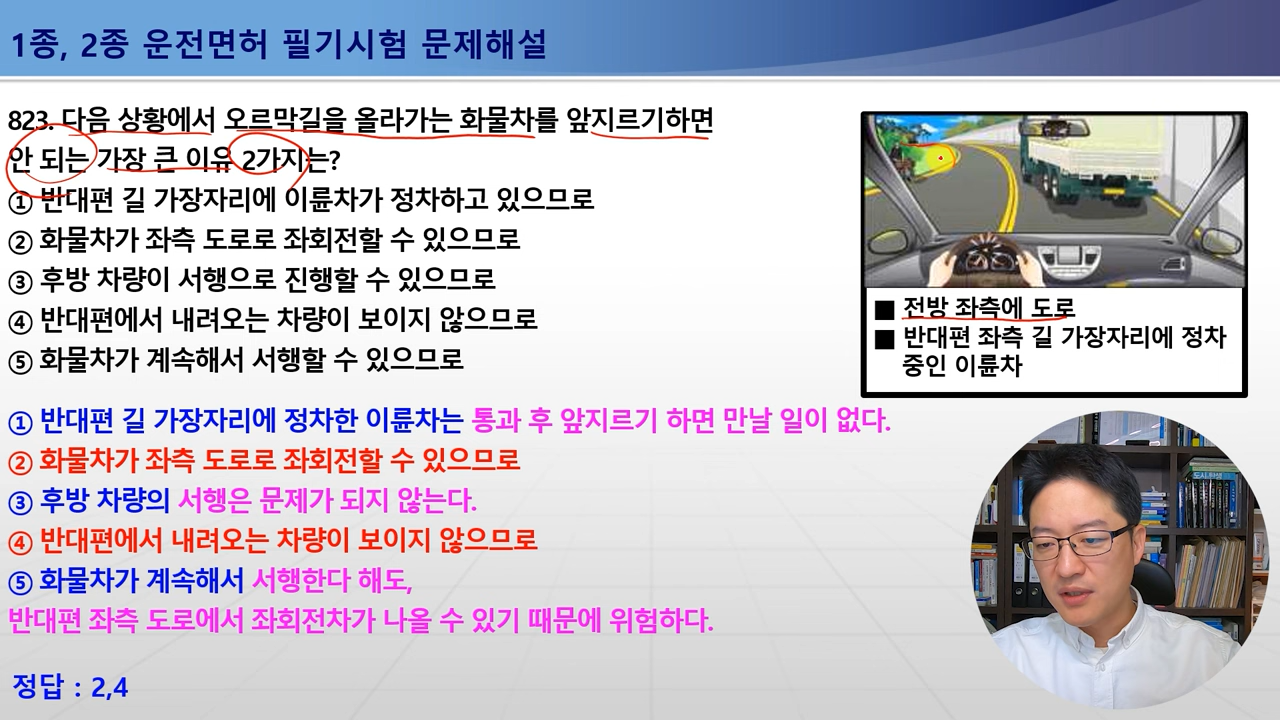 1종, 2종 운전면허 필기시험 문제해설
823. 다음 상황에서 오르막길을 올라가는 화물차를 앞지르기하면
안 되는 가장 큰 이유 2가지는?
① 반대편 길 가장자리에 이륜차가 정차하고 있으므로
② 화물차가 좌측 도로로 좌회전할 수 있으므로
③ 후방 차량이 서행으로 진행할 수 있으므로
④ 반대편에서 내려오는 차량이 보이지 않으므로
⑤ 화물차가 계속해서 서행할 수 있으므로
■ 전방 좌측에 도로
■ 반대편 좌측 길 가장자리에 정차
중인 이륜차
① 반대편 길 가장자리에 정차한 이륜차는 통과 후 앞지르기 하면 만날 일이 없다.
② 화물차가 좌측 도로로 좌회전할 수 있으므로
③ 후방 차량의 서행은 문제가 되지 않는다.
④ 반대편에서 내려오는 차량이 보이지 않으므로
⑤ 화물차가 계속해서 서행한다 해도,
반대편 좌측 도로에서 좌회전차가 나올 수 있기 때문에 위험하다.
정답 : 2,4